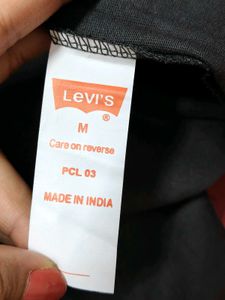 LeVI'S
®
M
Care on reverse
PCL 03
MADE IN INDIA